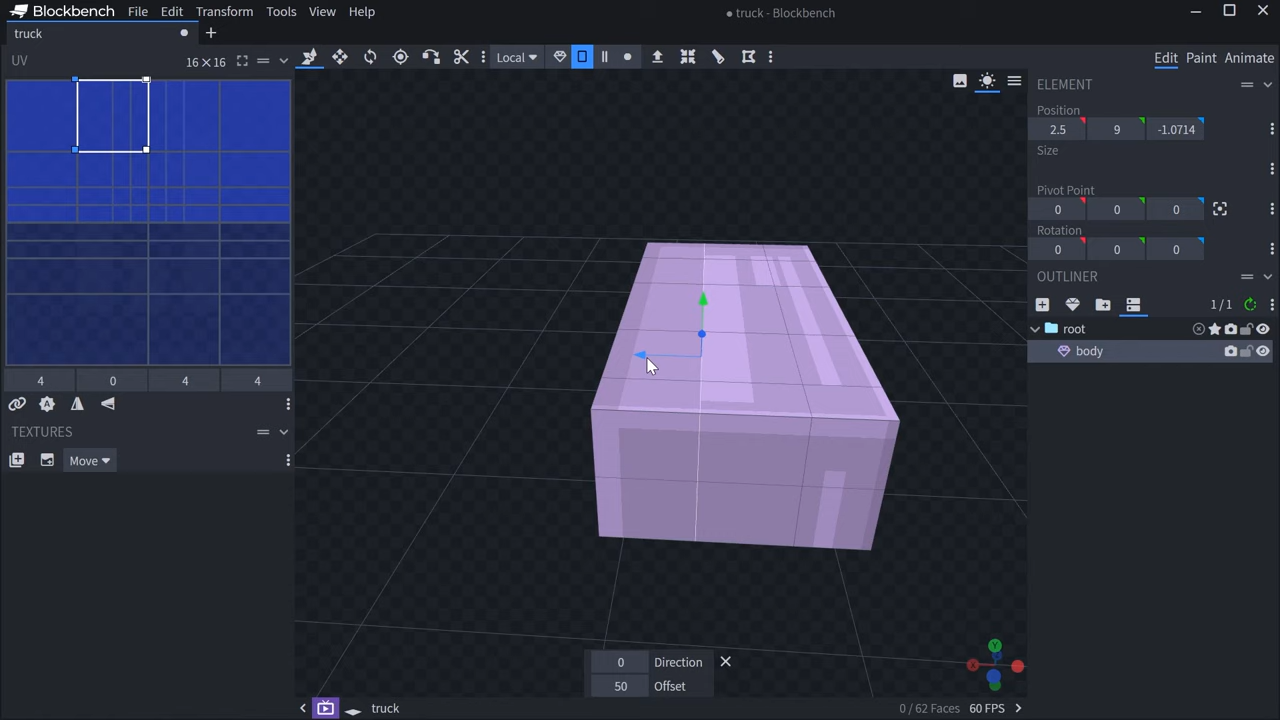 Blockbench File Edit Transform Tools View Help
truck - Blockbench
truck
UV 16×16
Local
Edit Paint Animate
ELEMENT
Position
2.5 9 -1.0714
Size
Pivot Point
0 0 0
Rotation
0 0 0
OUTLINER
1/1
root
body
4 0 4 4
TEXTURES
Move
0 Direction
50 Offset
truck
0 / 62 Faces 60 FPS
Y
X